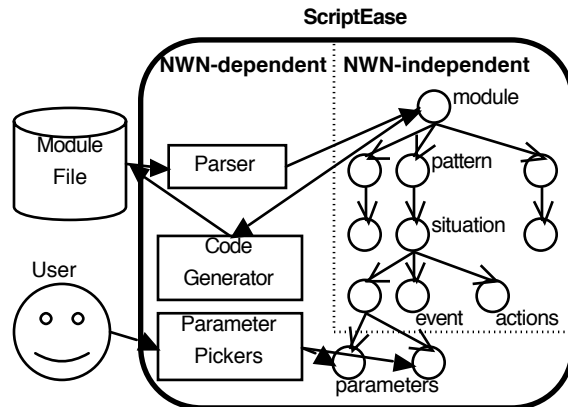 ScriptEase
NWN-dependent
NWN-independent
module
Module
File
Parser
pattern
Code
Generator
situation
User
Parameter
Pickers
event
actions
parameters